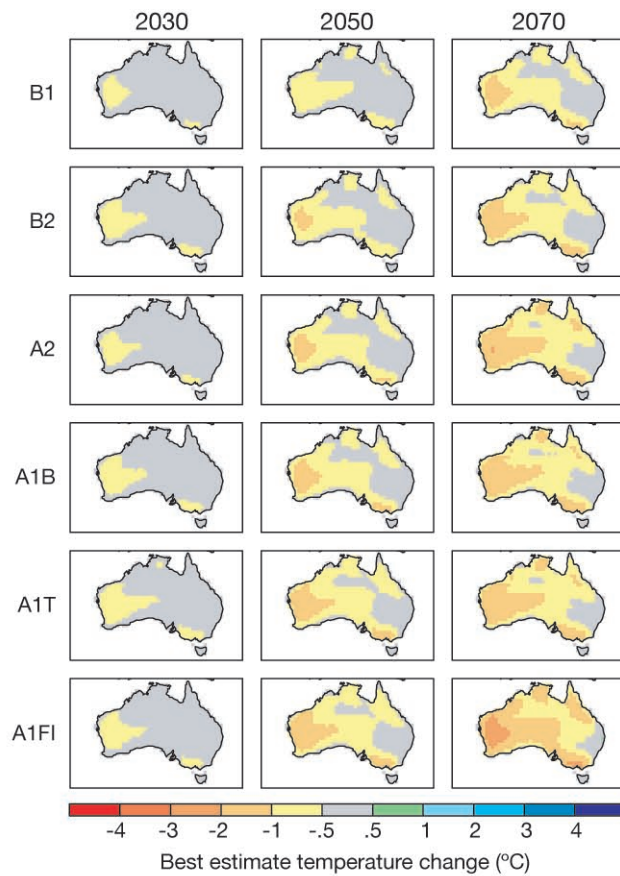 2030 2050 2070
B1
B2
A2
A1B
A1T
A1FI
-4 -3 -2 -1 -.5 .5 1 2 3 4
Best estimate temperature change (ºC)